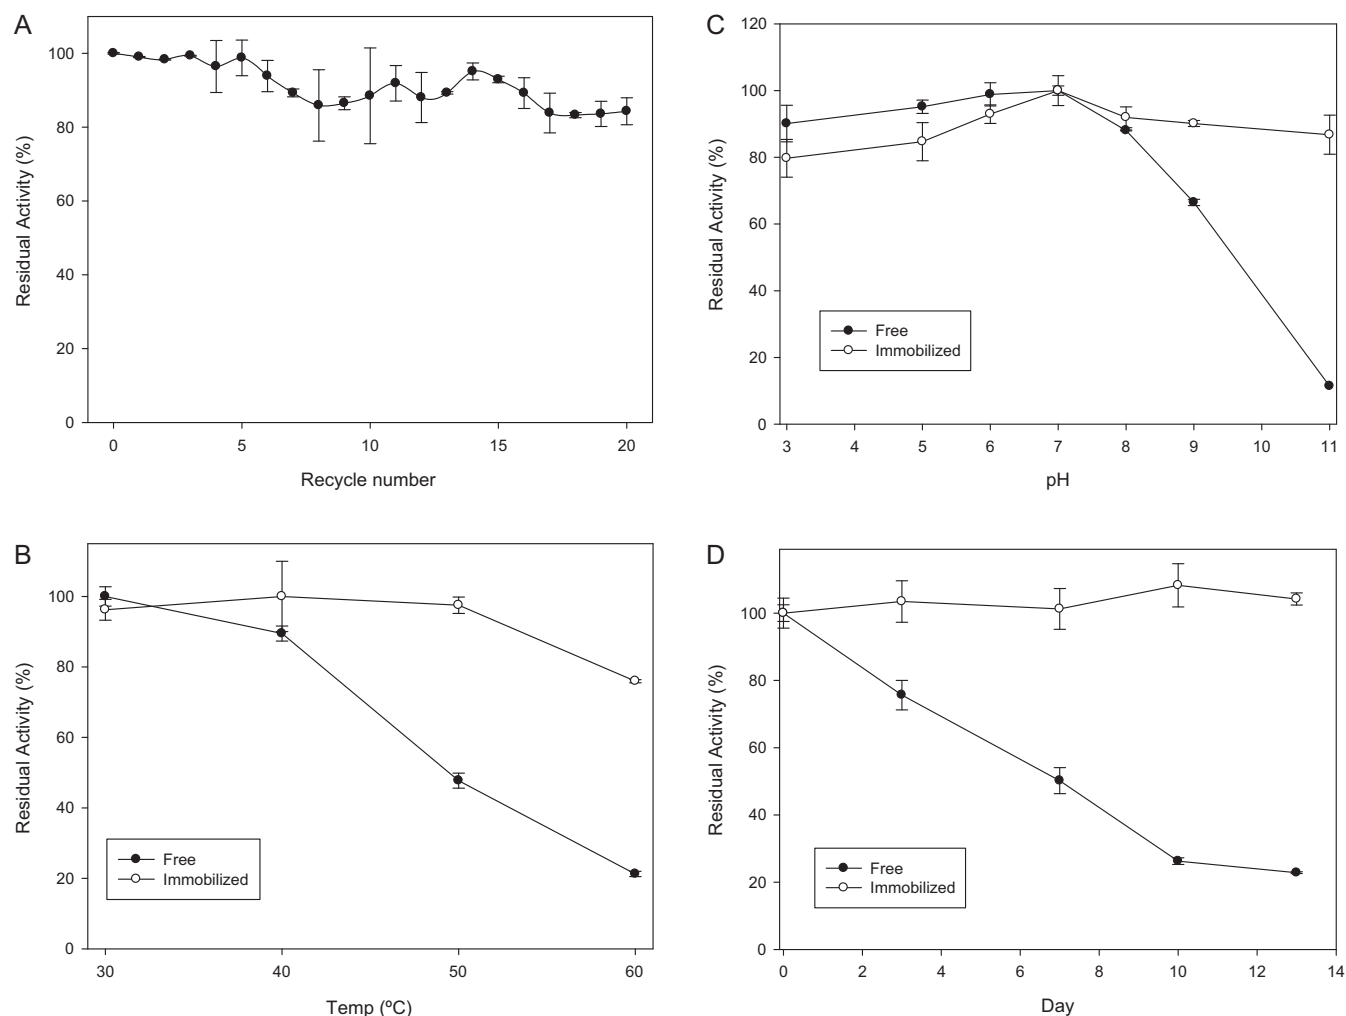 A
Residual Activity (%)
100
80
60
40
20
0
0 5 10 15 20
Recycle number
C
Residual Activity (%)
120
100
80
60
40
20
0
Free
Immobilized
3 4 5 6 7 8 9 10 11
pH
B
Residual Activity (%)
100
80
60
40
20
0
Free
Immobilized
30 40 50 60
Temp (ºC)
D
Residual Activity (%)
100
80
60
40
20
0
Free
Immobilized
0 2 4 6 8 10 12 14
Day